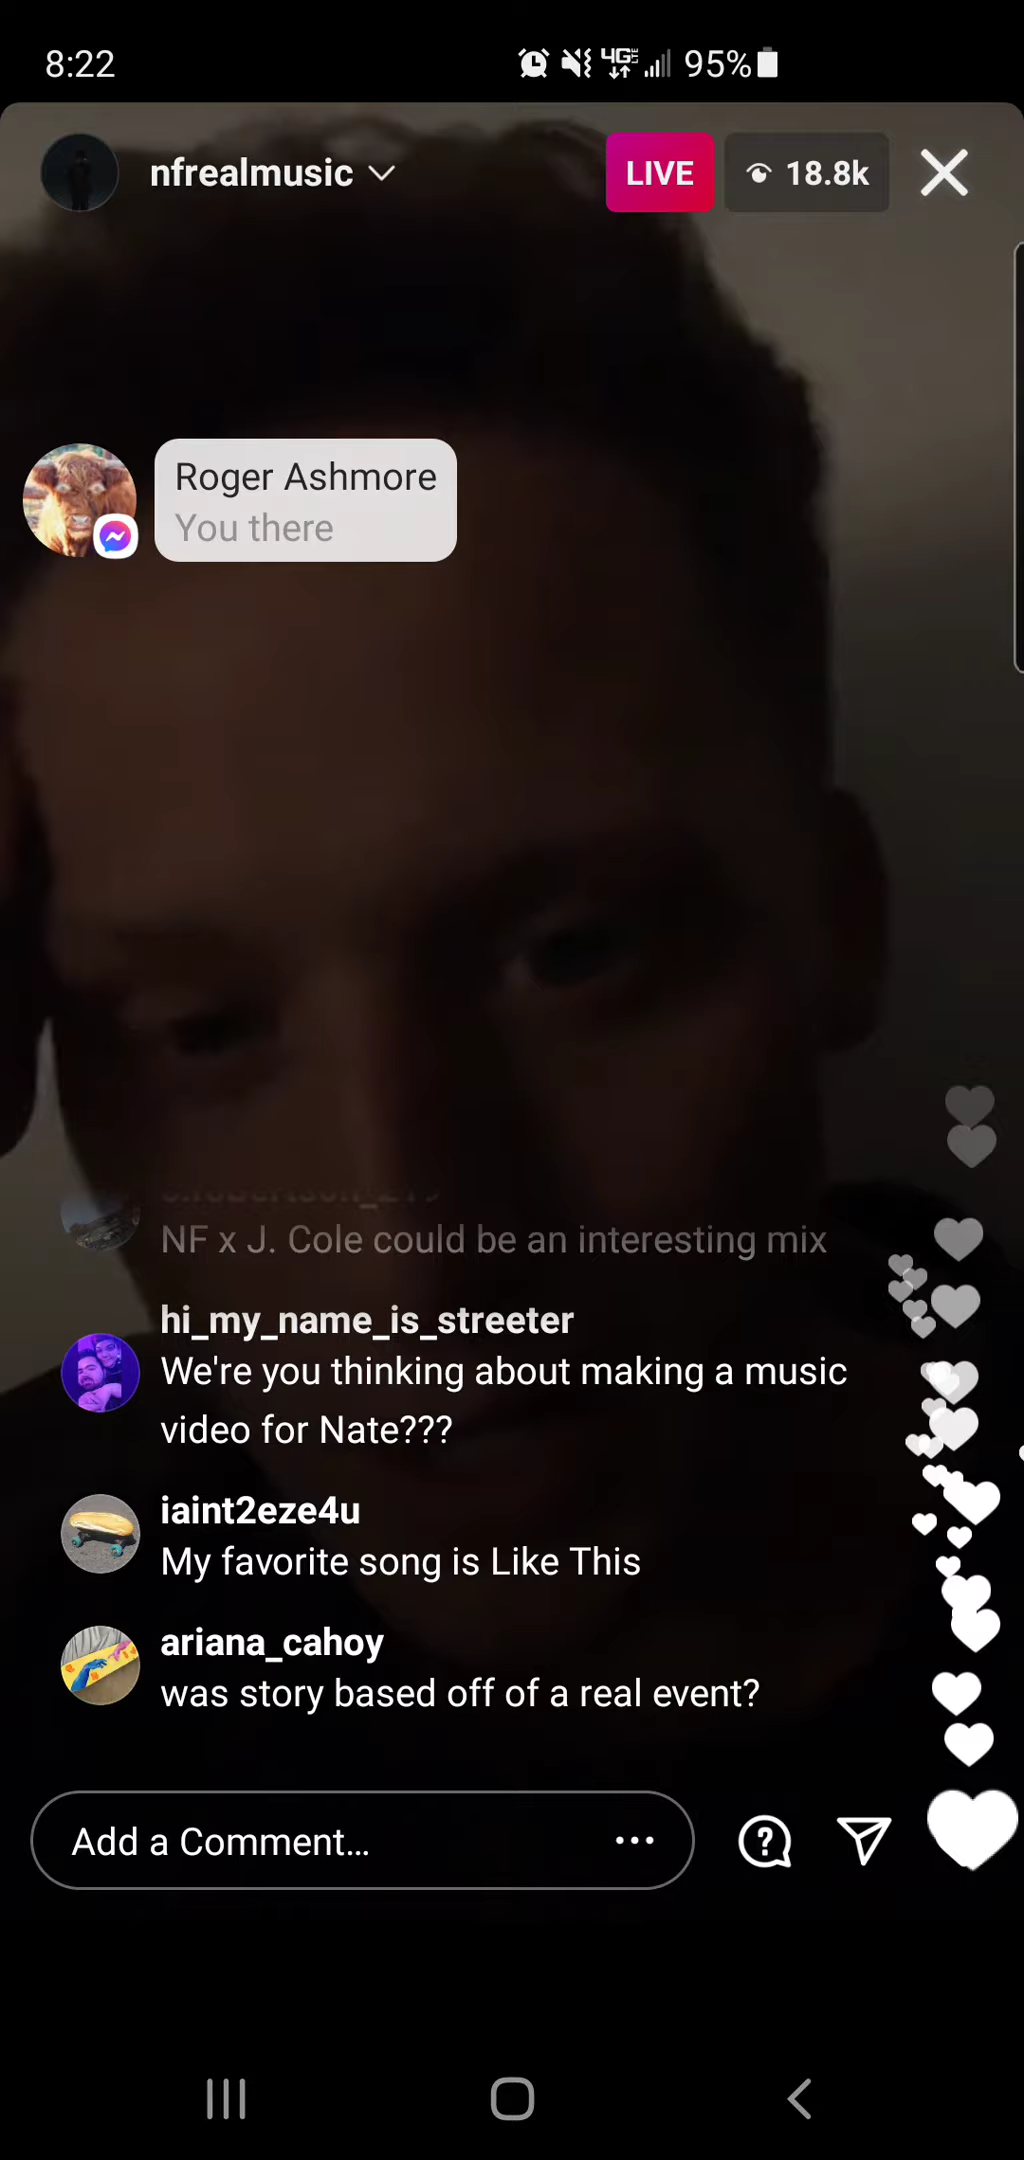 8:22
4G LTE 95%
nfrealmusic LIVE 18.8k
Roger Ashmore
You there
NF x J. Cole could be an interesting mix
hi_my_name_is_streeter
We're you thinking about making a music
video for Nate???
iaint2eze4u
My favorite song is Like This
ariana_cahoy
was story based off of a real event?
Add a Comment...